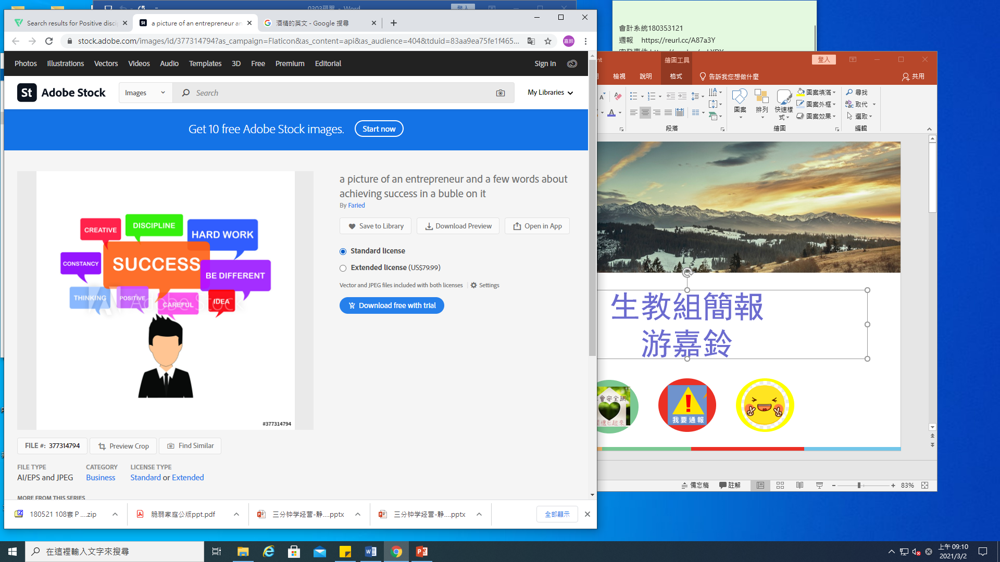 0303研習 - Word
登入
Search results for Positive disci
a picture of an entrepreneur an
酒精的英文 - Google 搜尋
stock.adobe.com/images/id/377314794?as_campaign=Flaticon&as_content=api&as_audience=404&tduid=83aa9ea75fe1f465...
嘉鈴
Photos
Illustrations
Vectors
Videos
Audio
Templates
3D
Free
Premium
Editorial
Sign In
St Adobe Stock
Images
Search
My Libraries
Get 10 free Adobe Stock images.
Start now
CREATIVE
DISCIPLINE
HARD WORK
SUCCESS
CONSTANCY
BE DIFFERENT
THINKING
POSITIVE
CAREFUL
IDEA
Adobe Stock
#377314794
a picture of an entrepreneur and a few words about
achieving success in a buble on it
By Faried
Save to Library
Download Preview
Open in App
Standard license
Extended license (US$79.99)
Vector and JPEG files included with both licenses
Settings
Download free with trial
FILE #: 377314794
Preview Crop
Find Similar
FILE TYPE
CATEGORY
LICENSE TYPE
AI/EPS and JPEG
Business
Standard or Extended
MORE FROM THIS SERIES
180521 108套 P ....zip
脆弱家庭公版ppt.pdf
三分钟学经营-静....pptx
三分钟学经营-静....pptx
全部顯示
會計系統180353121
週報 https://reurl.cc/A87a3Y
繪圖工具
登入
檢視
說明
格式
告訴我您想做什麼
共用
圖案
排列
快速樣
式
圖案填滿
圖案外框
圖案效果
尋找
取代
選取
段落
繪圖
編輯
生教組簡報
游嘉鈴
會安全網
我要通報
備忘稿
註解
83%
在這裡輸入文字來搜尋
上午 09:10
2021/3/2